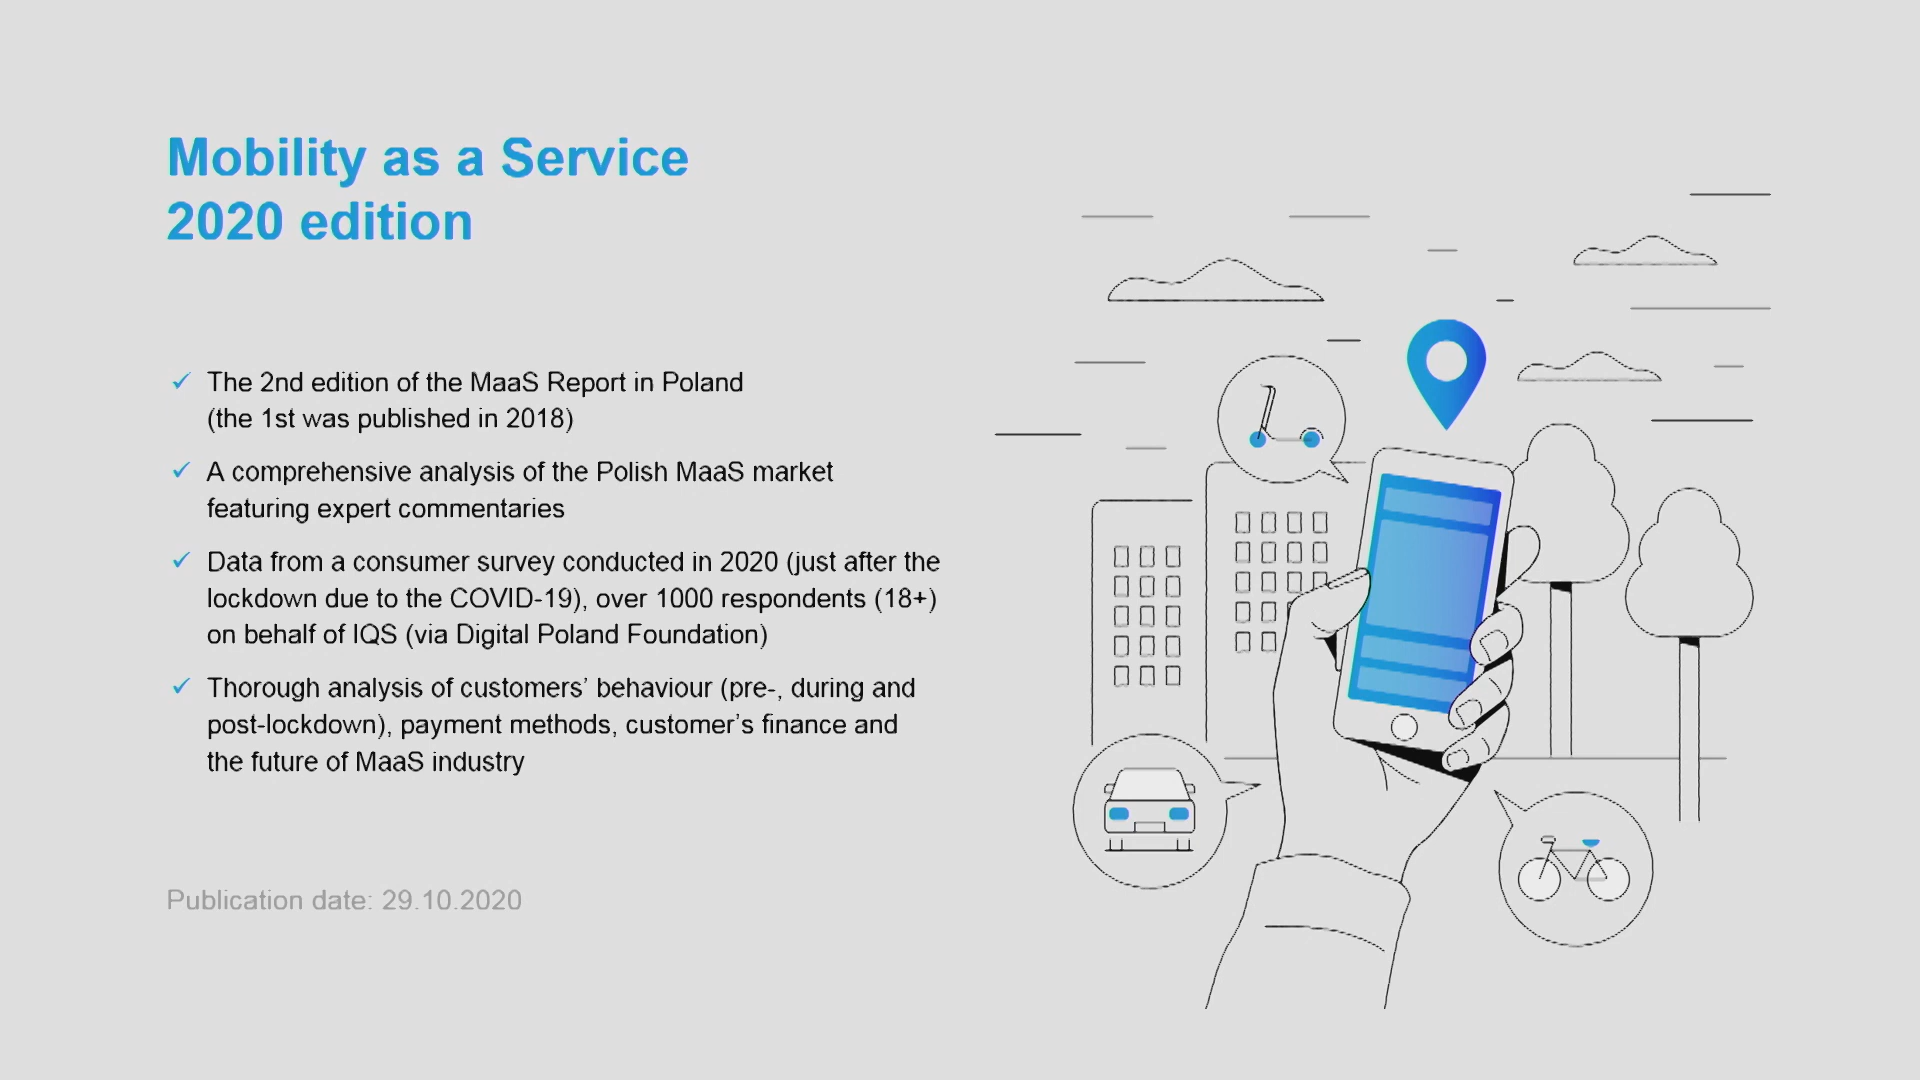 Mobility as a Service
2020 edition
The 2nd edition of the MaaS Report in Poland
(the 1st was published in 2018)
A comprehensive analysis of the Polish MaaS market
featuring expert commentaries
Data from a consumer survey conducted in 2020 (just after the
lockdown due to the COVID-19), over 1000 respondents (18+)
on behalf of IQS (via Digital Poland Foundation)
Thorough analysis of customers’ behaviour (pre-, during and
post-lockdown), payment methods, customer’s finance and
the future of MaaS industry
Publication date: 29.10.2020